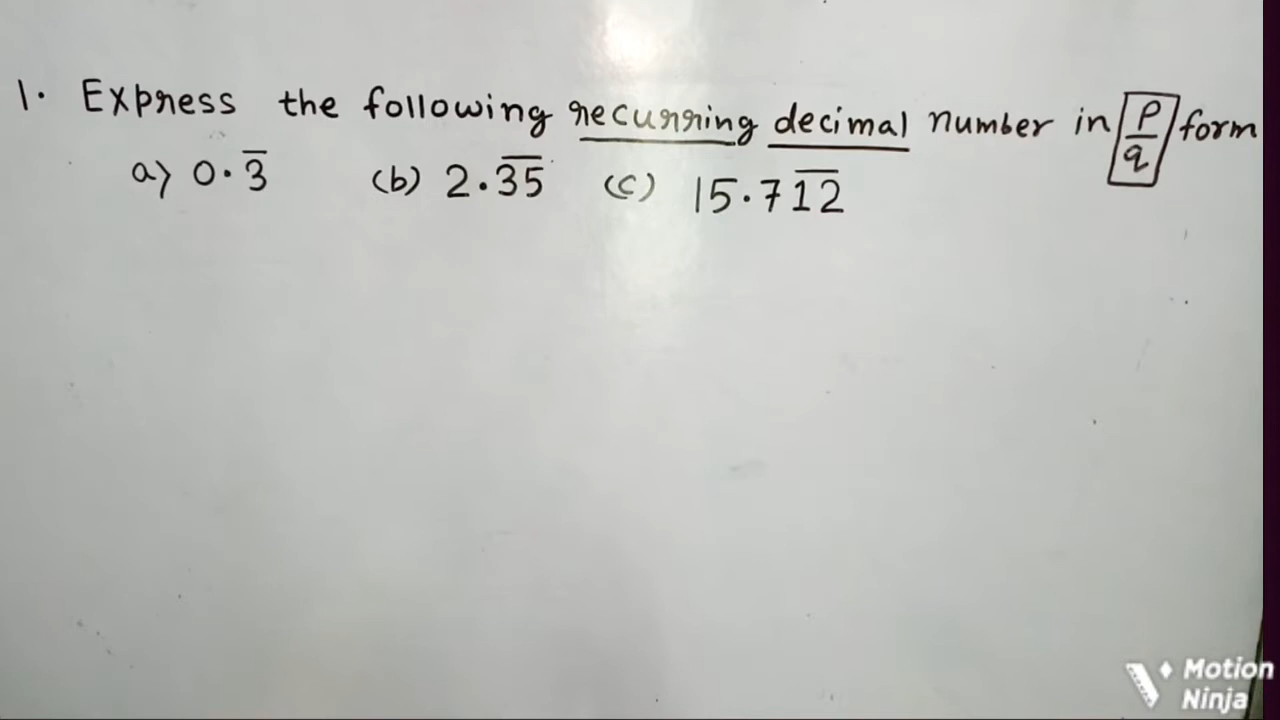 1. Express the following recurring decimal number in p/q form
a) 0.3̅ (b) 2.3̅5̅ (c) 15.71̅2̅
Motion
Ninja